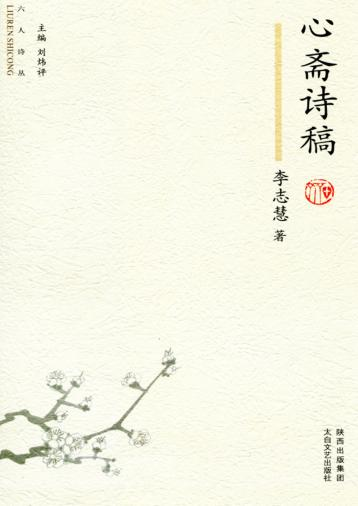 心斋诗稿
李志慧 著
主编 刘炜评
六人诗丛
LIUREN SHICONG
陕西出版集团
太白文艺出版社